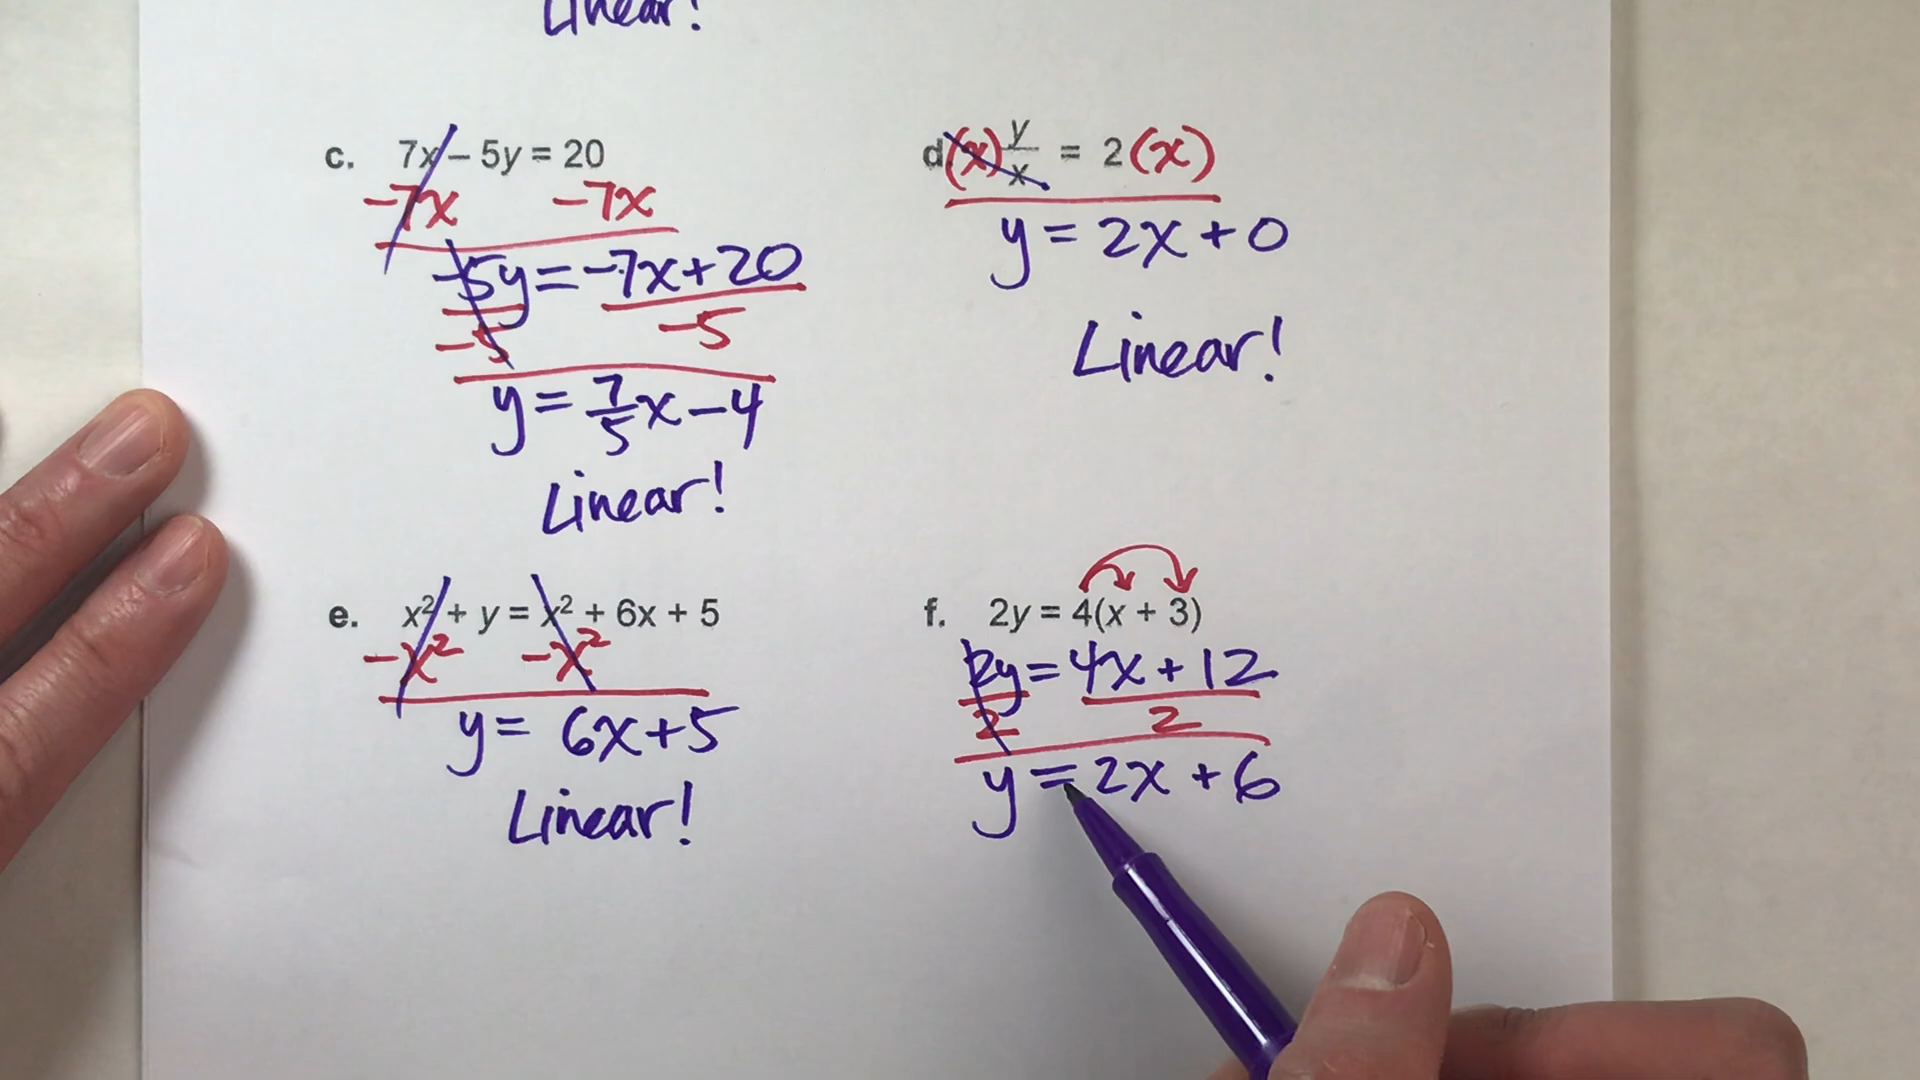 Linear!
c. 7x – 5y = 20
-7x -7x
-5y = -7x + 20
-5 -5
y = 7/5 x - 4
Linear!
d. (x) y/x = 2 (x)
y = 2x + 0
Linear!
e. x² + y = x² + 6x + 5
-x² -x²
y = 6x + 5
Linear!
f. 2y = 4(x + 3)
2y = 4x + 12
2 2
y = 2x + 6